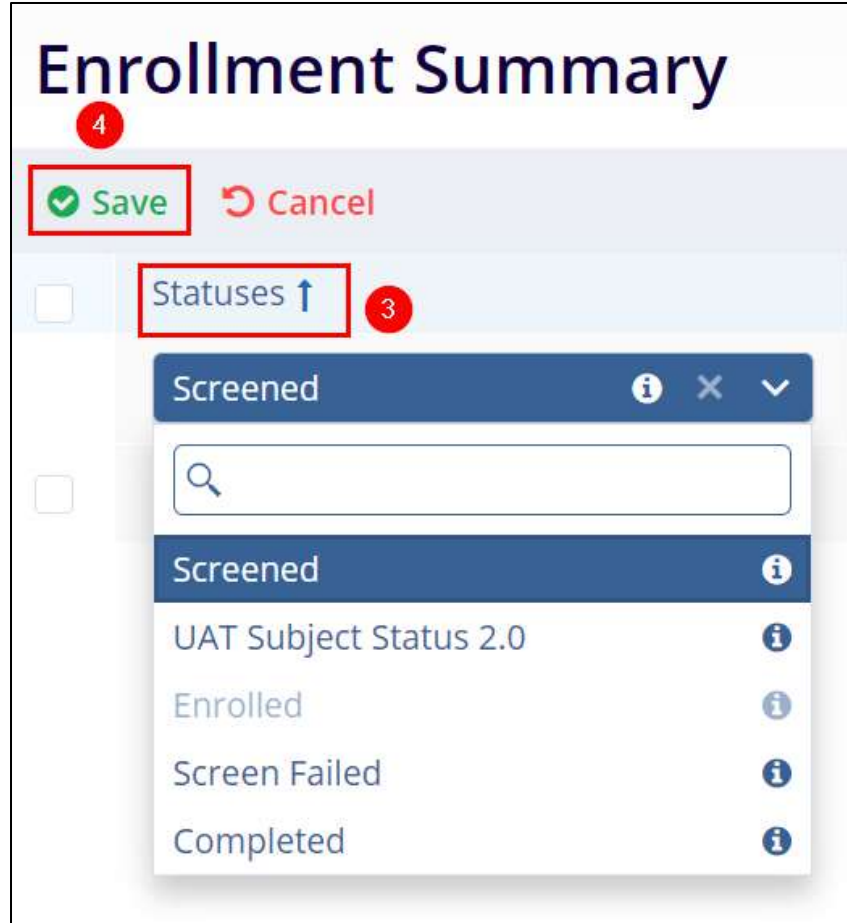 Enrollment Summary
4
Save Cancel
Statuses
3
Screened
Screened
UAT Subject Status 2.0
Enrolled
Screen Failed
Completed